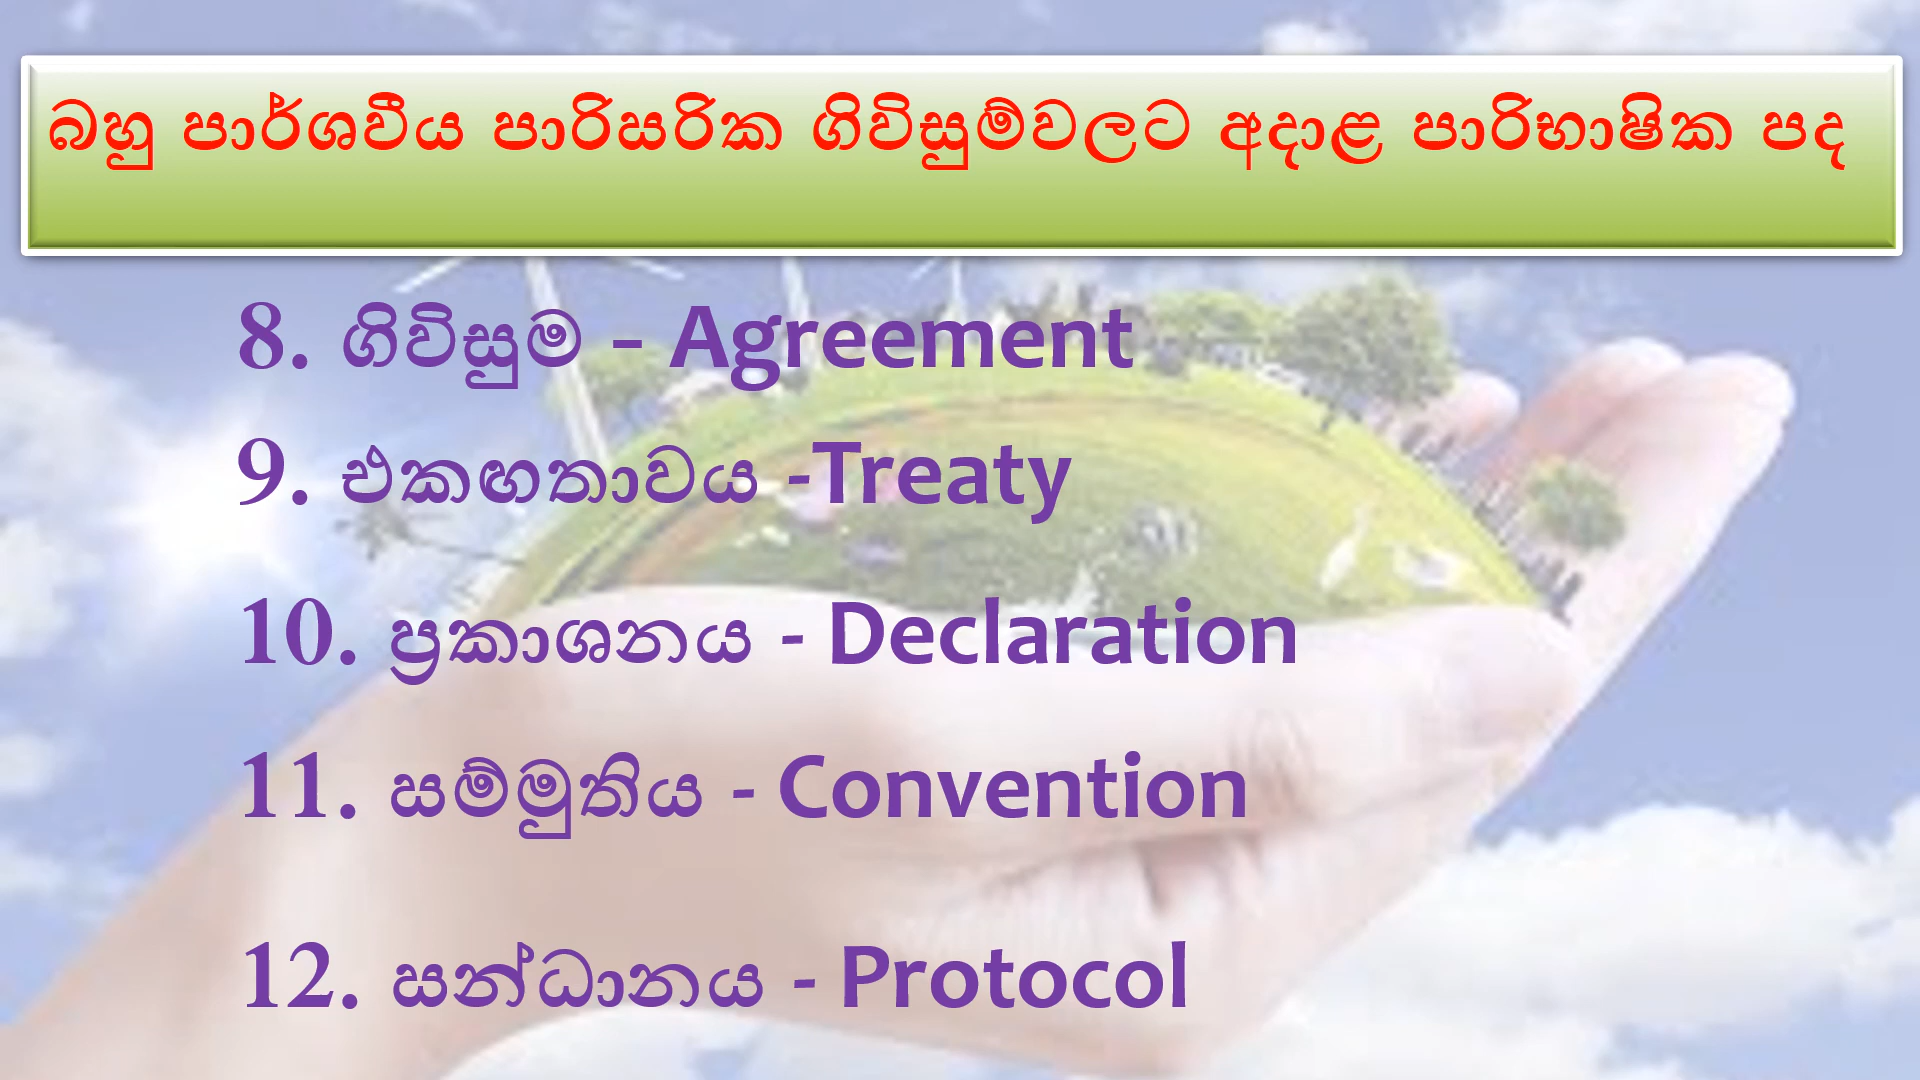 බහු පාර්ශවීය පාරිසරික ගිවිසුම්වලට අදාළ පාරිභාෂික පද
8. ගිවිසුම – Agreement
9. එකඟතාවය -Treaty
10. ප්‍රකාශනය - Declaration
11. සම්මුතිය - Convention
12. සන්ධානය - Protocol